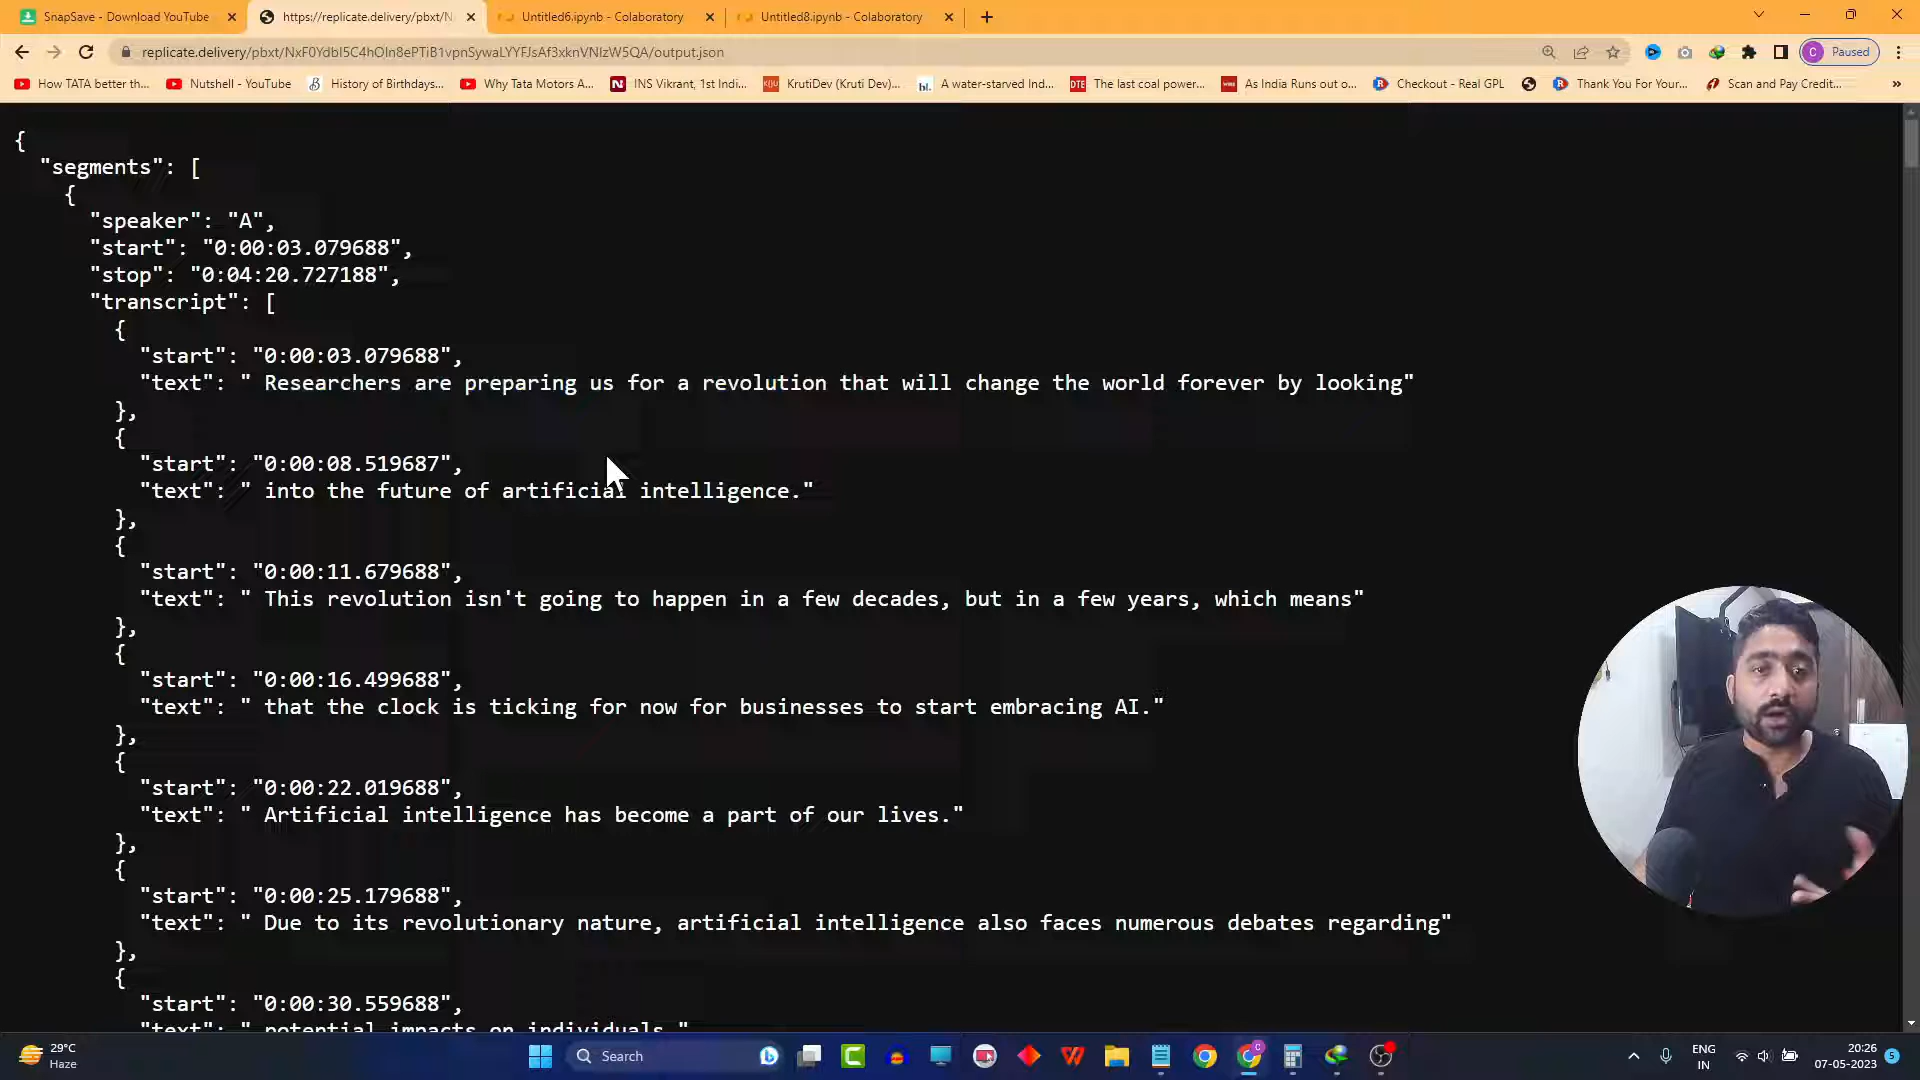 SnapSave - Download YouTube
https://replicate.delivery/pbxt/N
Untitled6.ipynb - Colaboratory
Untitled8.ipynb - Colaboratory
replicate.delivery/pbxt/NxF0YdbI5C4hOln8ePTiB1vpnSywaLYYFJsAf3xknVNIzW5QA/output.json
C Paused
How TATA better th...
Nutshell - YouTube
History of Birthdays...
Why Tata Motors A...
INS Vikrant, 1st Indi...
KrutiDev (Kruti Dev)...
A water-starved Ind...
The last coal power...
As India Runs out o...
Checkout - Real GPL
Thank You For Your...
Scan and Pay Credit...
{
"segments": [
{
"speaker": "A",
"start": "0:00:03.079688",
"stop": "0:04:20.727188",
"transcript": [
{
"start": "0:00:03.079688",
"text": " Researchers are preparing us for a revolution that will change the world forever by looking"
},
{
"start": "0:00:08.519687",
"text": " into the future of artificial intelligence."
},
{
"start": "0:00:11.679688",
"text": " This revolution isn't going to happen in a few decades, but in a few years, which means"
},
{
"start": "0:00:16.499688",
"text": " that the clock is ticking for now for businesses to start embracing AI."
},
{
"start": "0:00:22.019688",
"text": " Artificial intelligence has become a part of our lives."
},
{
"start": "0:00:25.179688",
"text": " Due to its revolutionary nature, artificial intelligence also faces numerous debates regarding"
},
{
"start": "0:00:30.559688",
"text": " potential impacts on individuals."
29°C
Haze
Search
ENG
IN
20:26
07-05-2023
5